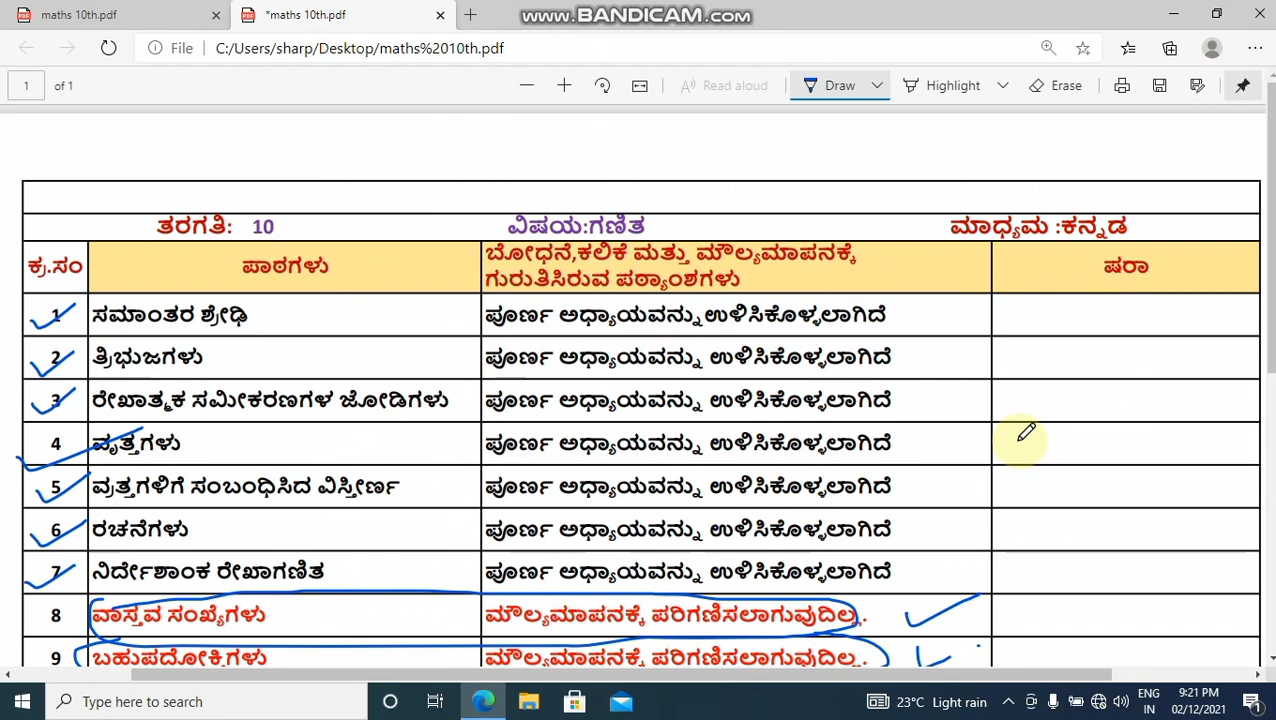 maths 10th.pdf
*maths 10th.pdf
www.BANDICAM.com
File
C:/Users/sharp/Desktop/maths%2010th.pdf
1 of 1
Read aloud
Draw
Highlight
Erase
ತರಗತಿ: 10 ವಿಷಯ:ಗಣಿತ ಮಾಧ್ಯಮ :ಕನ್ನಡ
ಕ್ರ.ಸಂ ಪಾಠಗಳು ಬೋಧನೆ,ಕಲಿಕೆ ಮತ್ತು ಮೌಲ್ಯಮಾಪನಕ್ಕೆ
ಗುರುತಿಸಿರುವ ಪಠ್ಯಾಂಶಗಳು ಷರಾ
1 ಸಮಾಂತರ ಶ್ರೇಢಿ ಪೂರ್ಣ ಅಧ್ಯಾಯವನ್ನು ಉಳಿಸಿಕೊಳ್ಳಲಾಗಿದೆ
2 ತ್ರಿಭುಜಗಳು ಪೂರ್ಣ ಅಧ್ಯಾಯವನ್ನು ಉಳಿಸಿಕೊಳ್ಳಲಾಗಿದೆ
3 ರೇಖಾತ್ಮಕ ಸಮೀಕರಣಗಳ ಜೋಡಿಗಳು ಪೂರ್ಣ ಅಧ್ಯಾಯವನ್ನು ಉಳಿಸಿಕೊಳ್ಳಲಾಗಿದೆ
4 ವೃತ್ತಗಳು ಪೂರ್ಣ ಅಧ್ಯಾಯವನ್ನು ಉಳಿಸಿಕೊಳ್ಳಲಾಗಿದೆ
5 ವ್ರತ್ತಗಳಿಗೆ ಸಂಬಂಧಿಸಿದ ವಿಸ್ತೀರ್ಣ ಪೂರ್ಣ ಅಧ್ಯಾಯವನ್ನು ಉಳಿಸಿಕೊಳ್ಳಲಾಗಿದೆ
6 ರಚನೆಗಳು ಪೂರ್ಣ ಅಧ್ಯಾಯವನ್ನು ಉಳಿಸಿಕೊಳ್ಳಲಾಗಿದೆ
7 ನಿರ್ದೇಶಾಂಕ ರೇಖಾಗಣಿತ ಪೂರ್ಣ ಅಧ್ಯಾಯವನ್ನು ಉಳಿಸಿಕೊಳ್ಳಲಾಗಿದೆ
8 ವಾಸ್ತವ ಸಂಖ್ಯೆಗಳು ಮೌಲ್ಯಮಾಪನಕ್ಕೆ ಪರಿಗಣಿಸಲಾಗುವುದಿಲ್ಲ.
9 ಬಹುಪದೋಕ್ತಿಗಳು ಮೌಲ್ಯಮಾಪನಕ್ಕೆ ಪರಿಗಣಿಸಲಾಗುವುದಿಲ್ಲ.
Type here to search
23°C Light rain
ENG
IN
9:21 PM
02/12/2021